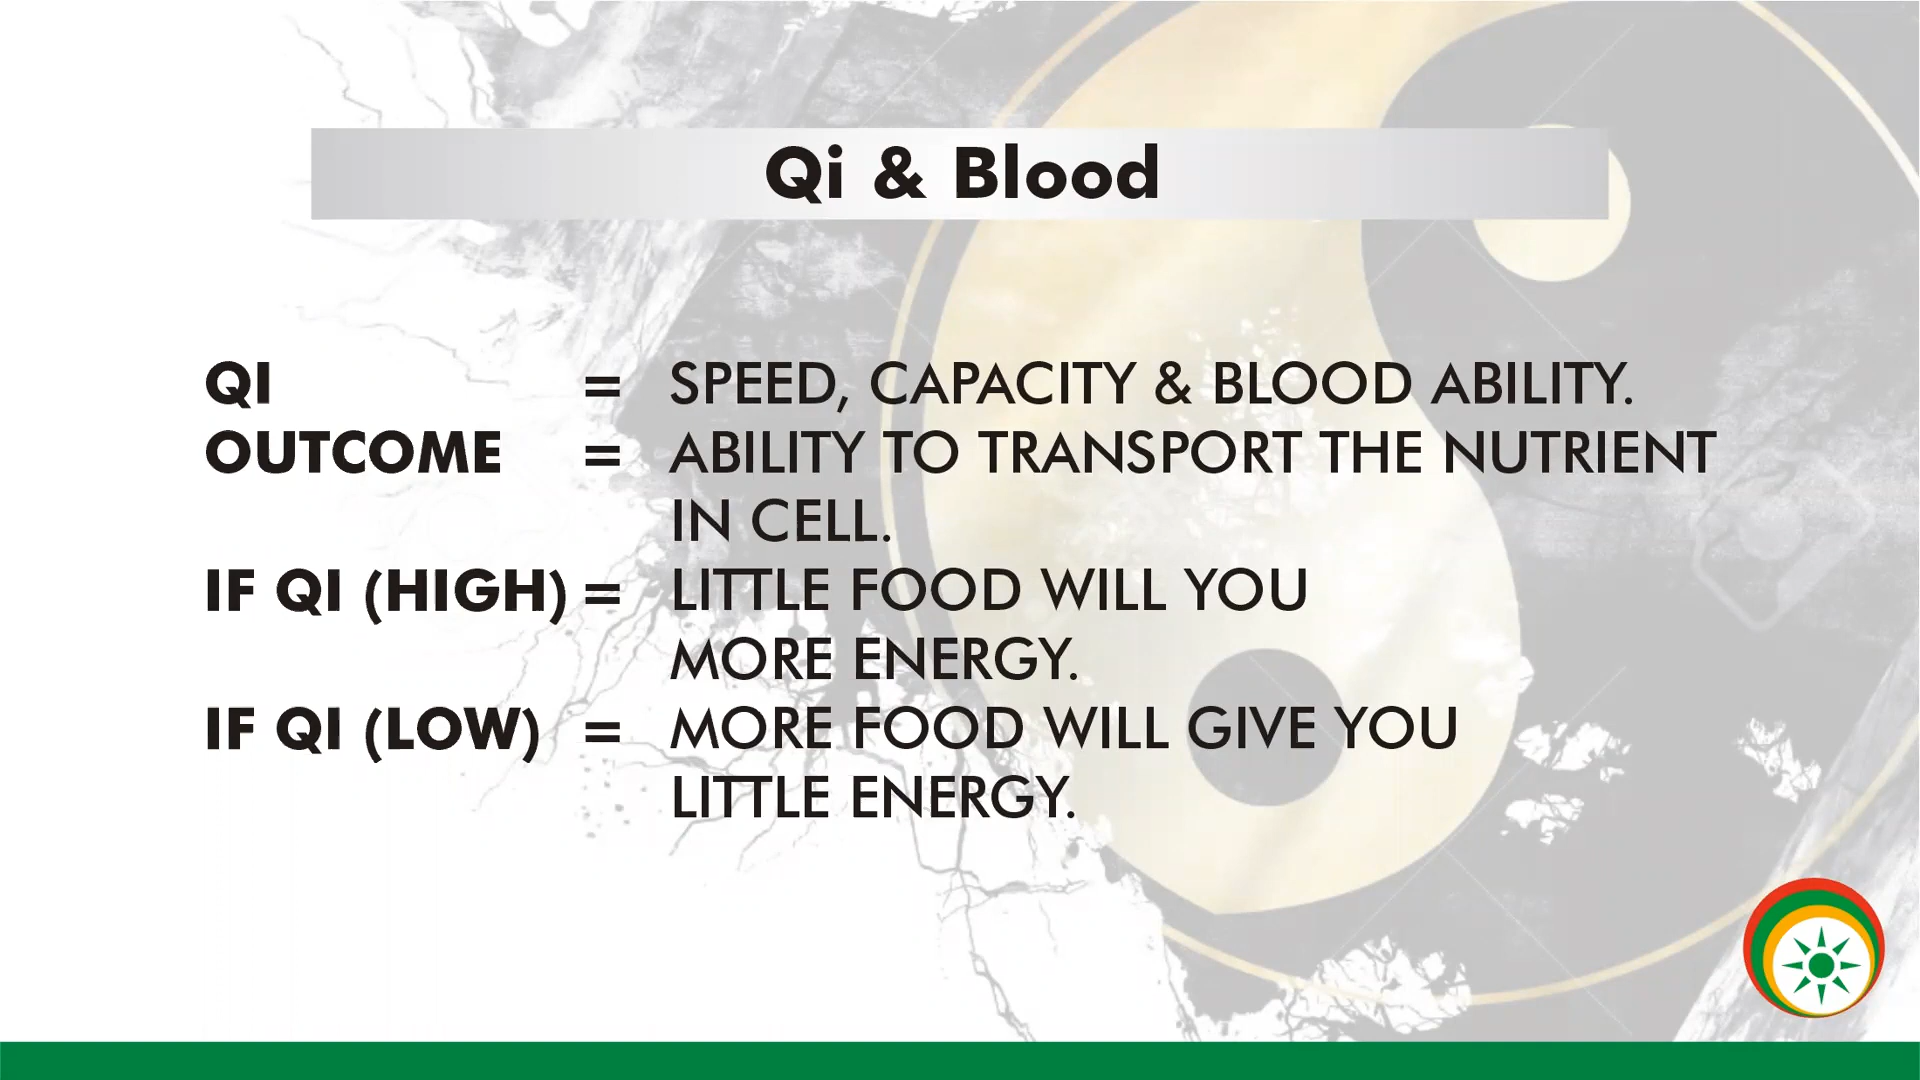 Qi & Blood
QI = SPEED, CAPACITY & BLOOD ABILITY.
OUTCOME = ABILITY TO TRANSPORT THE NUTRIENT
IN CELL.
IF QI (HIGH) = LITTLE FOOD WILL YOU
MORE ENERGY.
IF QI (LOW) = MORE FOOD WILL GIVE YOU
LITTLE ENERGY.